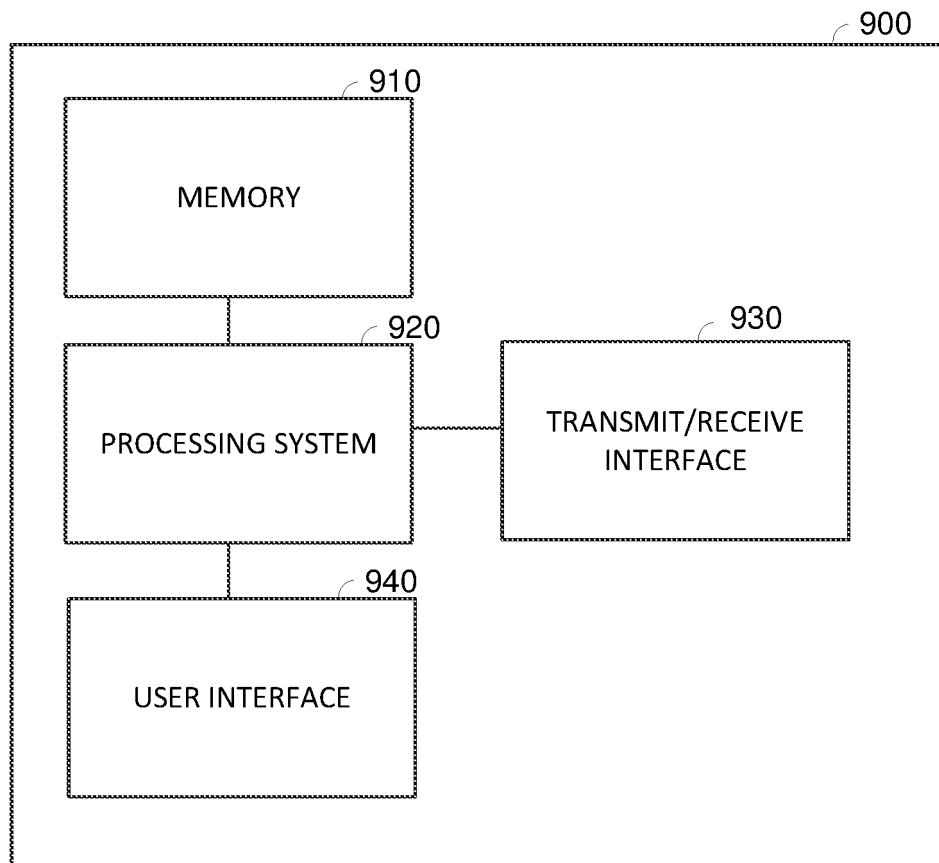 900
910
MEMORY
920
PROCESSING SYSTEM
930
TRANSMIT/RECEIVE
INTERFACE
940
USER INTERFACE